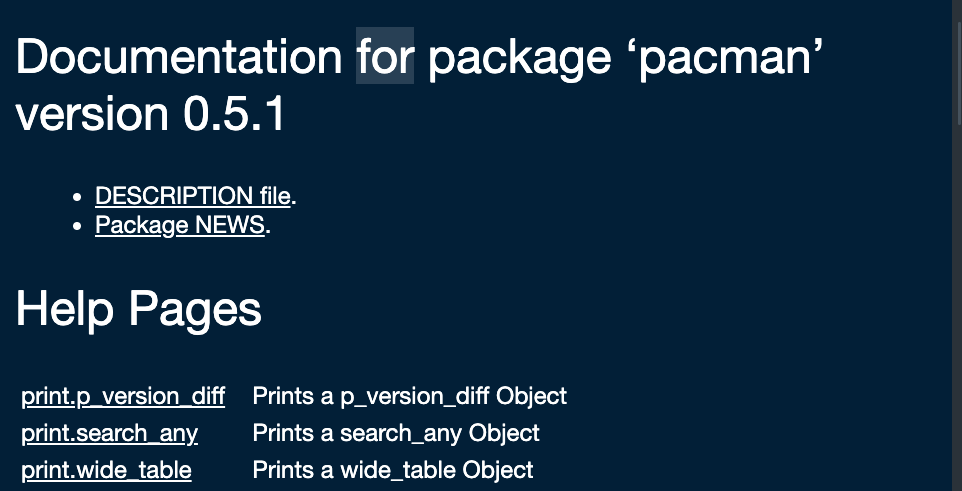 Documentation for package ‘pacman’
version 0.5.1
• DESCRIPTION file.
• Package NEWS.
Help Pages
print.p_version_diff Prints a p_version_diff Object
print.search_any Prints a search_any Object
print.wide_table Prints a wide_table Object